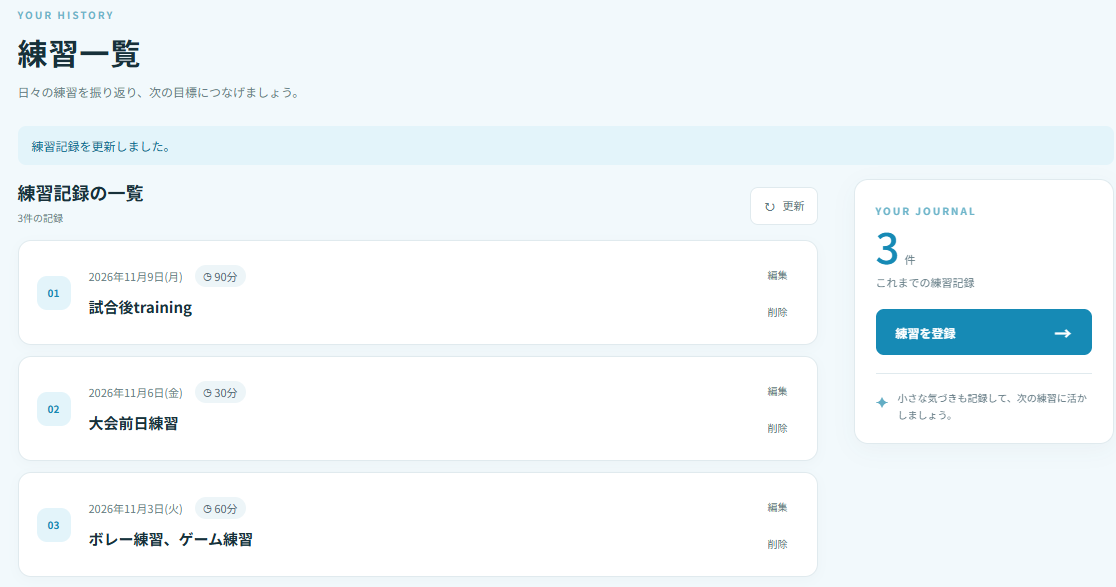 YOUR HISTORY
練習一覧
日々の練習を振り返り、次の目標につなげましょう。
練習記録を更新しました。
練習記録の一覧
3件の記録
更新
01
2026年11月9日(月)
90分
試合後training
編集
削除
02
2026年11月6日(金)
30分
大会前日練習
編集
削除
03
2026年11月3日(火)
60分
ボレー練習、ゲーム練習
編集
削除
YOUR JOURNAL
3 件
これまでの練習記録
練習を登録 →
小さな気づきも記録して、次の練習に活か
しましょう。